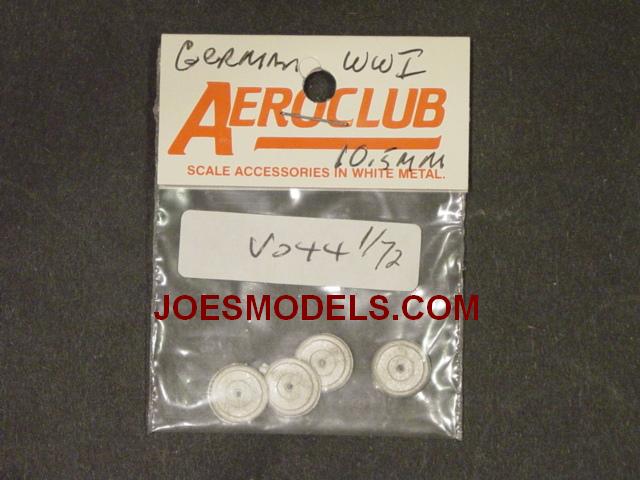 GERMAN WWI
AEROCLUB
10.5MM
SCALE ACCESSORIES IN WHITE METAL.
V044 1/72
JOESMODELS.COM